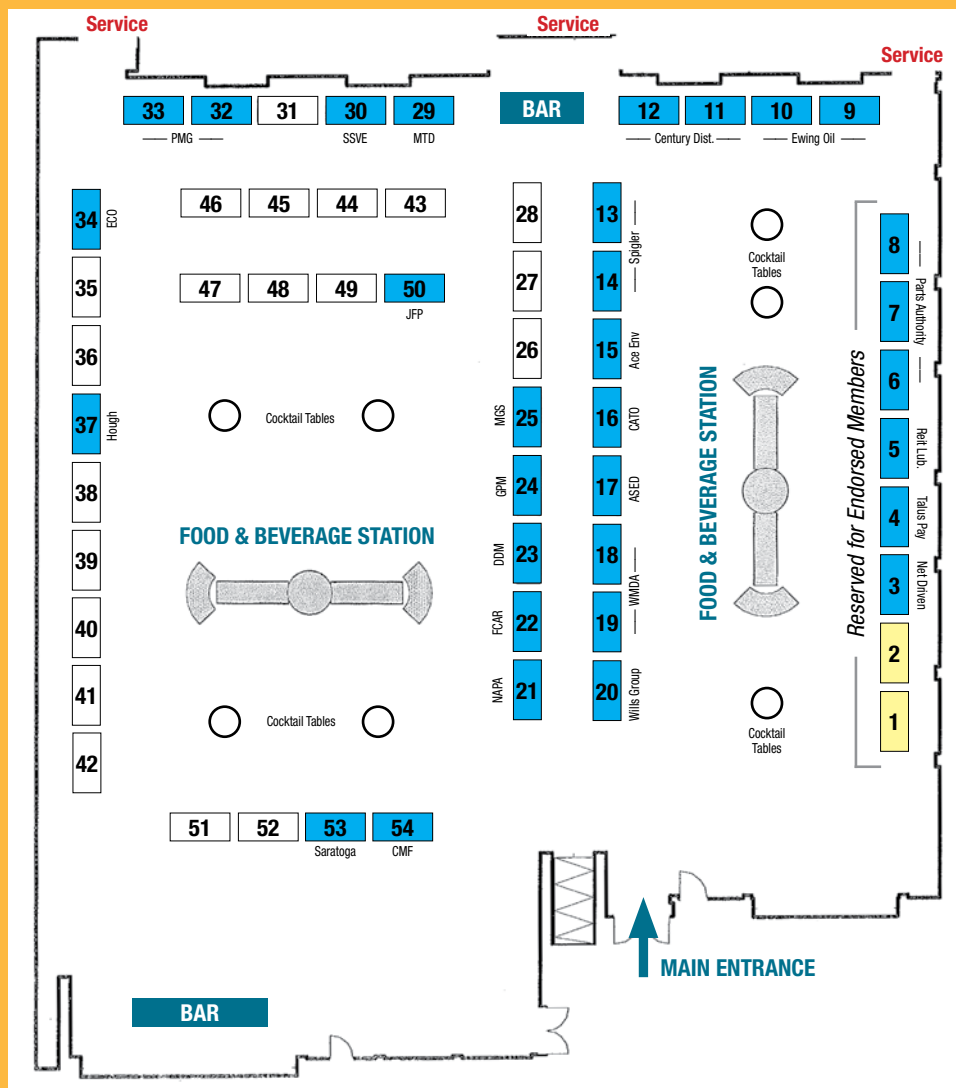 Service
Service
Service
33
32
31
30
29
BAR
12
11
10
9
PMG
SSVE
MTD
Century Dist.
Ewing Oil
34
ECO
35
36
37
Hough
38
39
40
41
42
46
45
44
43
47
48
49
50
JFP
Cocktail Tables
FOOD & BEVERAGE STATION
Cocktail Tables
51
52
53
54
Saratoga
CMF
BAR
28
27
26
MGS
25
GPM
24
DDM
23
FCAR
22
NAPA
21
13
Spigler
14
15
Ace Env
16
CATO
17
ASED
18
WMDA
19
20
Wills Group
Cocktail
Tables
FOOD & BEVERAGE STATION
Cocktail
Tables
Reserved for Endorsed Members
8
7
Parts Authority
6
5
Reit Lub.
4
Talus Pay
3
Net Driven
2
1
MAIN ENTRANCE